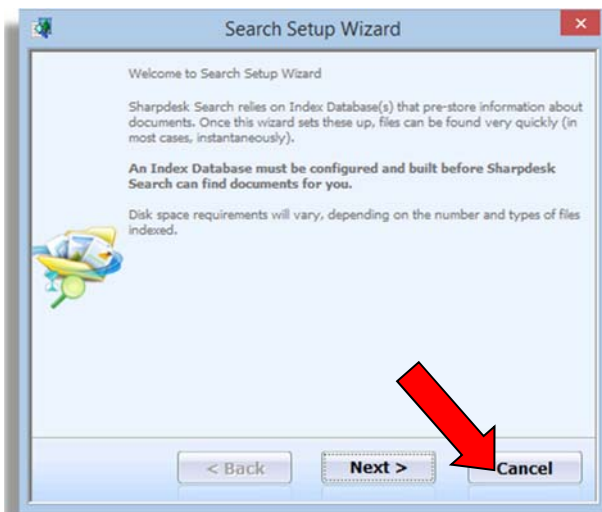 Search Setup Wizard
Welcome to Search Setup Wizard
Sharpdesk Search relies on Index Database(s) that pre-store information about
documents. Once this wizard sets these up, files can be found very quickly (in
most cases, instantaneously).
An Index Database must be configured and built before Sharpdesk
Search can find documents for you.
Disk space requirements will vary, depending on the number and types of files
indexed.
< Back
Next >
Cancel